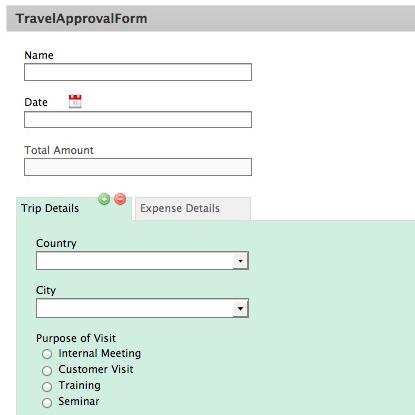 TravelApprovalForm
Name
Date
Total Amount
Trip Details Expense Details
Country
City
Purpose of Visit
Internal Meeting
Customer Visit
Training
Seminar